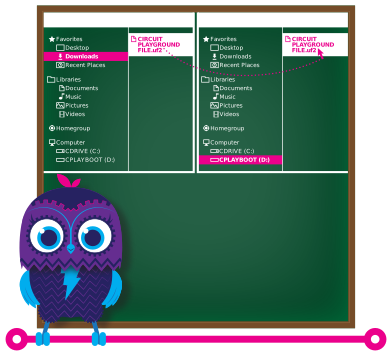 Favorites
Desktop
Downloads
Recent Places
Libraries
Documents
Music
Pictures
Videos
Homegroup
Computer
CDRIVE (C:)
CPLAYBOOT (D:)
CIRCUIT
PLAYGROUND
FILE.uf2
Favorites
Desktop
Downloads
Recent Places
Libraries
Documents
Music
Pictures
Videos
Homegroup
Computer
CDRIVE (C:)
CPLAYBOOT (D:)
CIRCUIT
PLAYGROUND
FILE.uf2